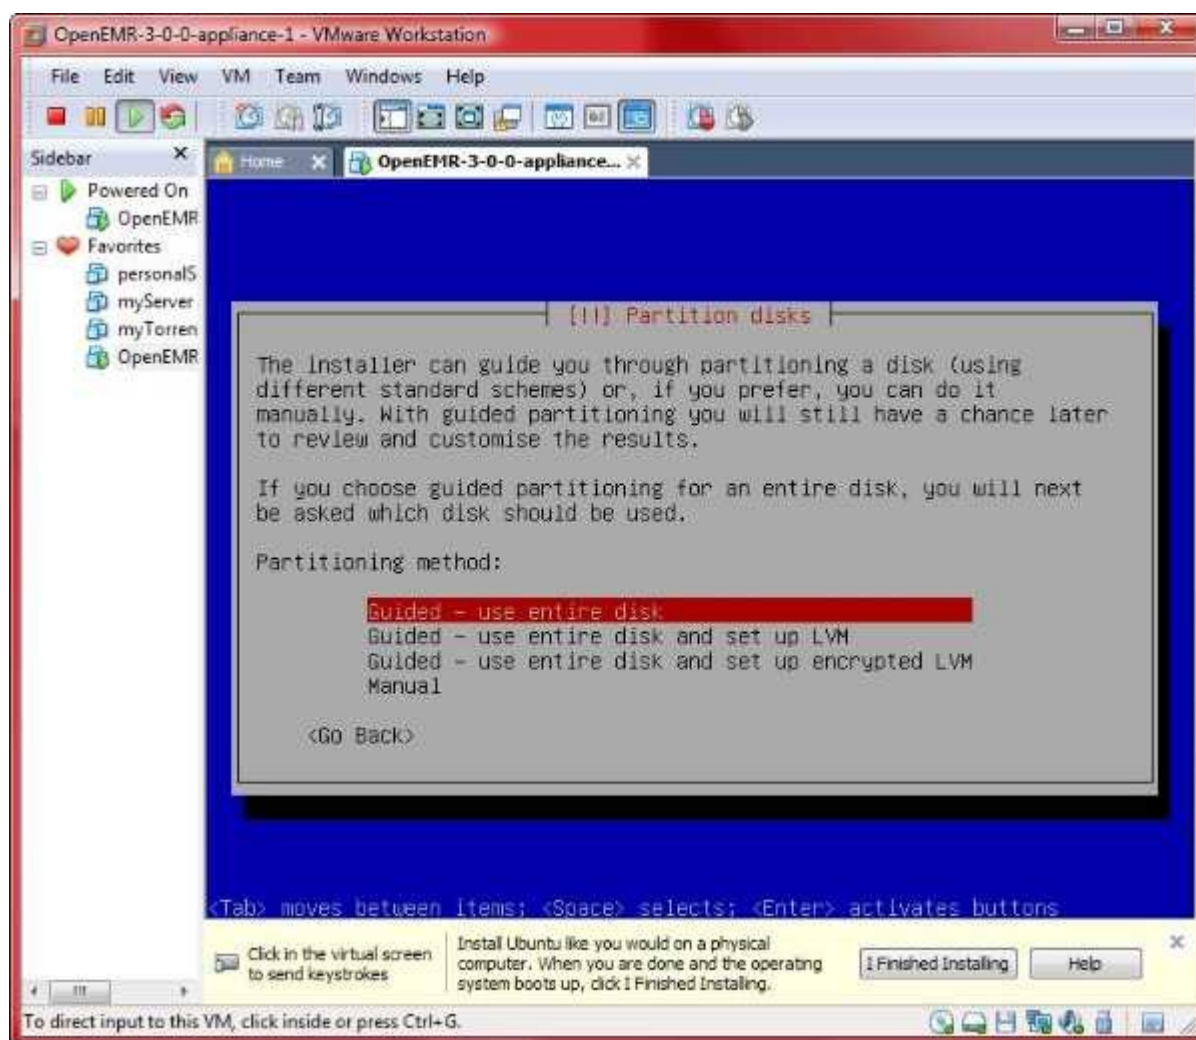 OpenEMR-3-0-0-appliance-1 - VMware Workstation
File Edit View VM Team Windows Help
Sidebar
Home
OpenEMR-3-0-0-appliance...
Powered On
OpenEMR
Favorites
personalS
myServer
myTorren
OpenEMR
[!!] Partition disks
The installer can guide you through partitioning a disk (using
different standard schemes) or, if you prefer, you can do it
manually. With guided partitioning you will still have a chance later
to review and customise the results.
If you choose guided partitioning for an entire disk, you will next
be asked which disk should be used.
Partitioning method:
Guided - use entire disk
Guided - use entire disk and set up LVM
Guided - use entire disk and set up encrypted LVM
Manual
<Go Back>
<Tab> moves between items; <Space> selects; <Enter> activates buttons
Click in the virtual screen
to send keystrokes
Install Ubuntu like you would on a physical
computer. When you are done and the operating
system boots up, click I Finished Installing.
I Finished Installing
Help
To direct input to this VM, click inside or press Ctrl+G.